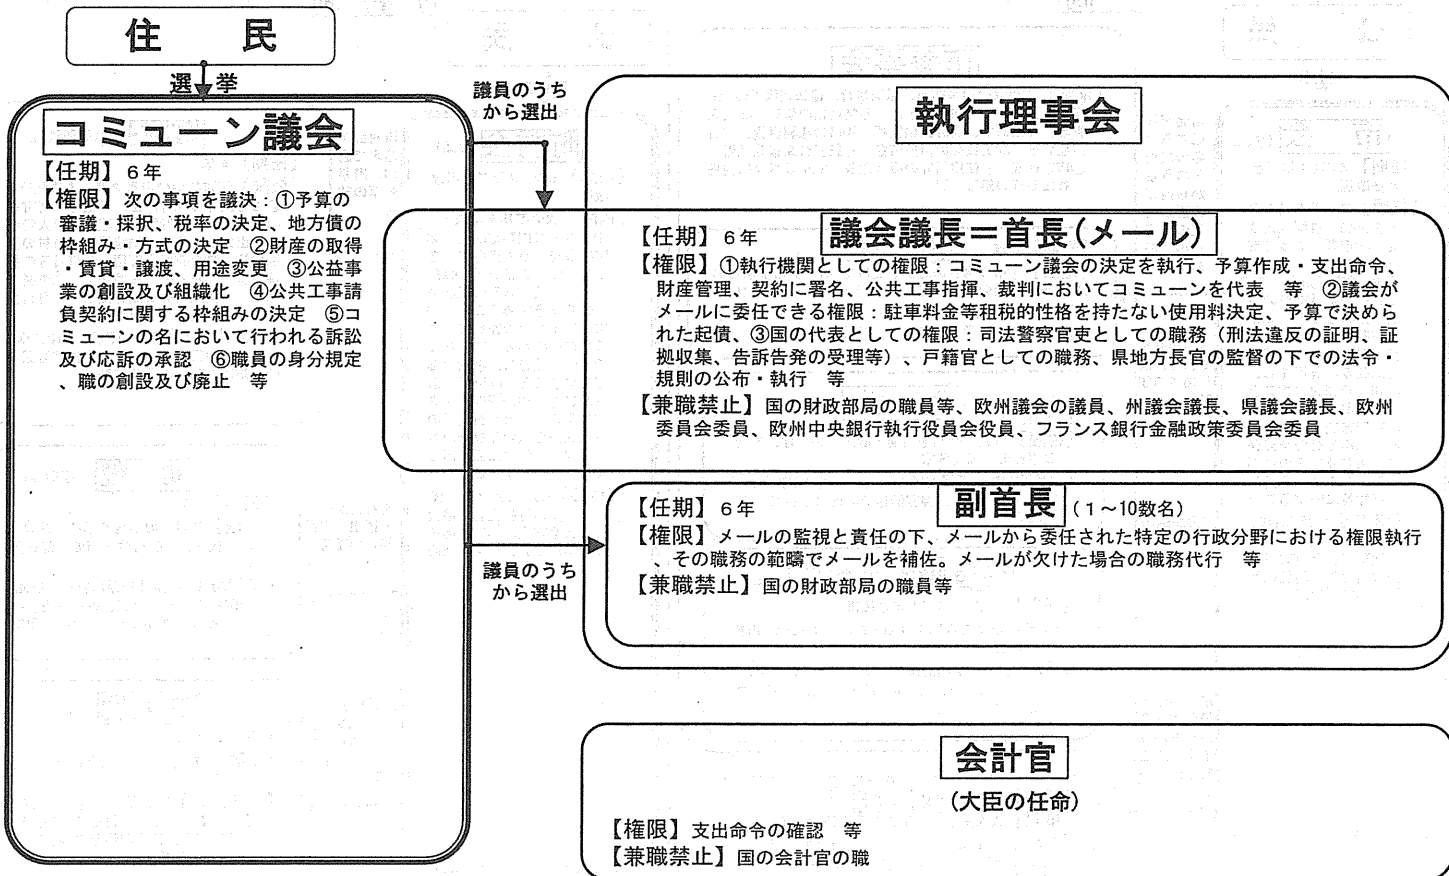 住　　民
選　挙
コミューン議会
【任期】６年
【権限】次の事項を議決：①予算の
審議・採択、税率の決定、地方債の
枠組み・方式の決定　②財産の取得
・賃貸・譲渡、用途変更　③公益事
業の創設及び組織化　④公共工事請
負契約に関する枠組みの決定　⑤コ
ミューンの名において行われる訴訟
及び応訴の承認　⑥職員の身分規定
、職の創設及び廃止　等
議員のうち
から選出
執行理事会
議会議長＝首長（メール）
【任期】６年
【権限】①執行機関としての権限：コミューン議会の決定を執行、予算作成・支出命令、
財産管理、契約に署名、公共工事指揮、裁判においてコミューンを代表　等　②議会が
メールに委任できる権限：駐車料金等租税的性格を持たない使用料決定、予算で決めら
れた起債、③国の代表としての権限：司法警察官吏としての職務（刑法違反の証明、証
拠収集、告訴告発の受理等）、戸籍官としての職務、県地方長官の監督の下での法令・
規則の公布・執行　等
【兼職禁止】国の財政部局の職員等、欧州議会の議員、州議会議長、県議会議長、欧州
委員会委員、欧州中央銀行執行役員会役員、フランス銀行金融政策委員会委員
議員のうち
から選出
副首長（１～10数名）
【任期】６年
【権限】メールの監視と責任の下、メールから委任された特定の行政分野における権限執行
、その職務の範疇でメールを補佐。メールが欠けた場合の職務代行　等
【兼職禁止】国の財政部局の職員等
会計官
（大臣の任命）
【権限】支出命令の確認　等
【兼職禁止】国の会計官の職